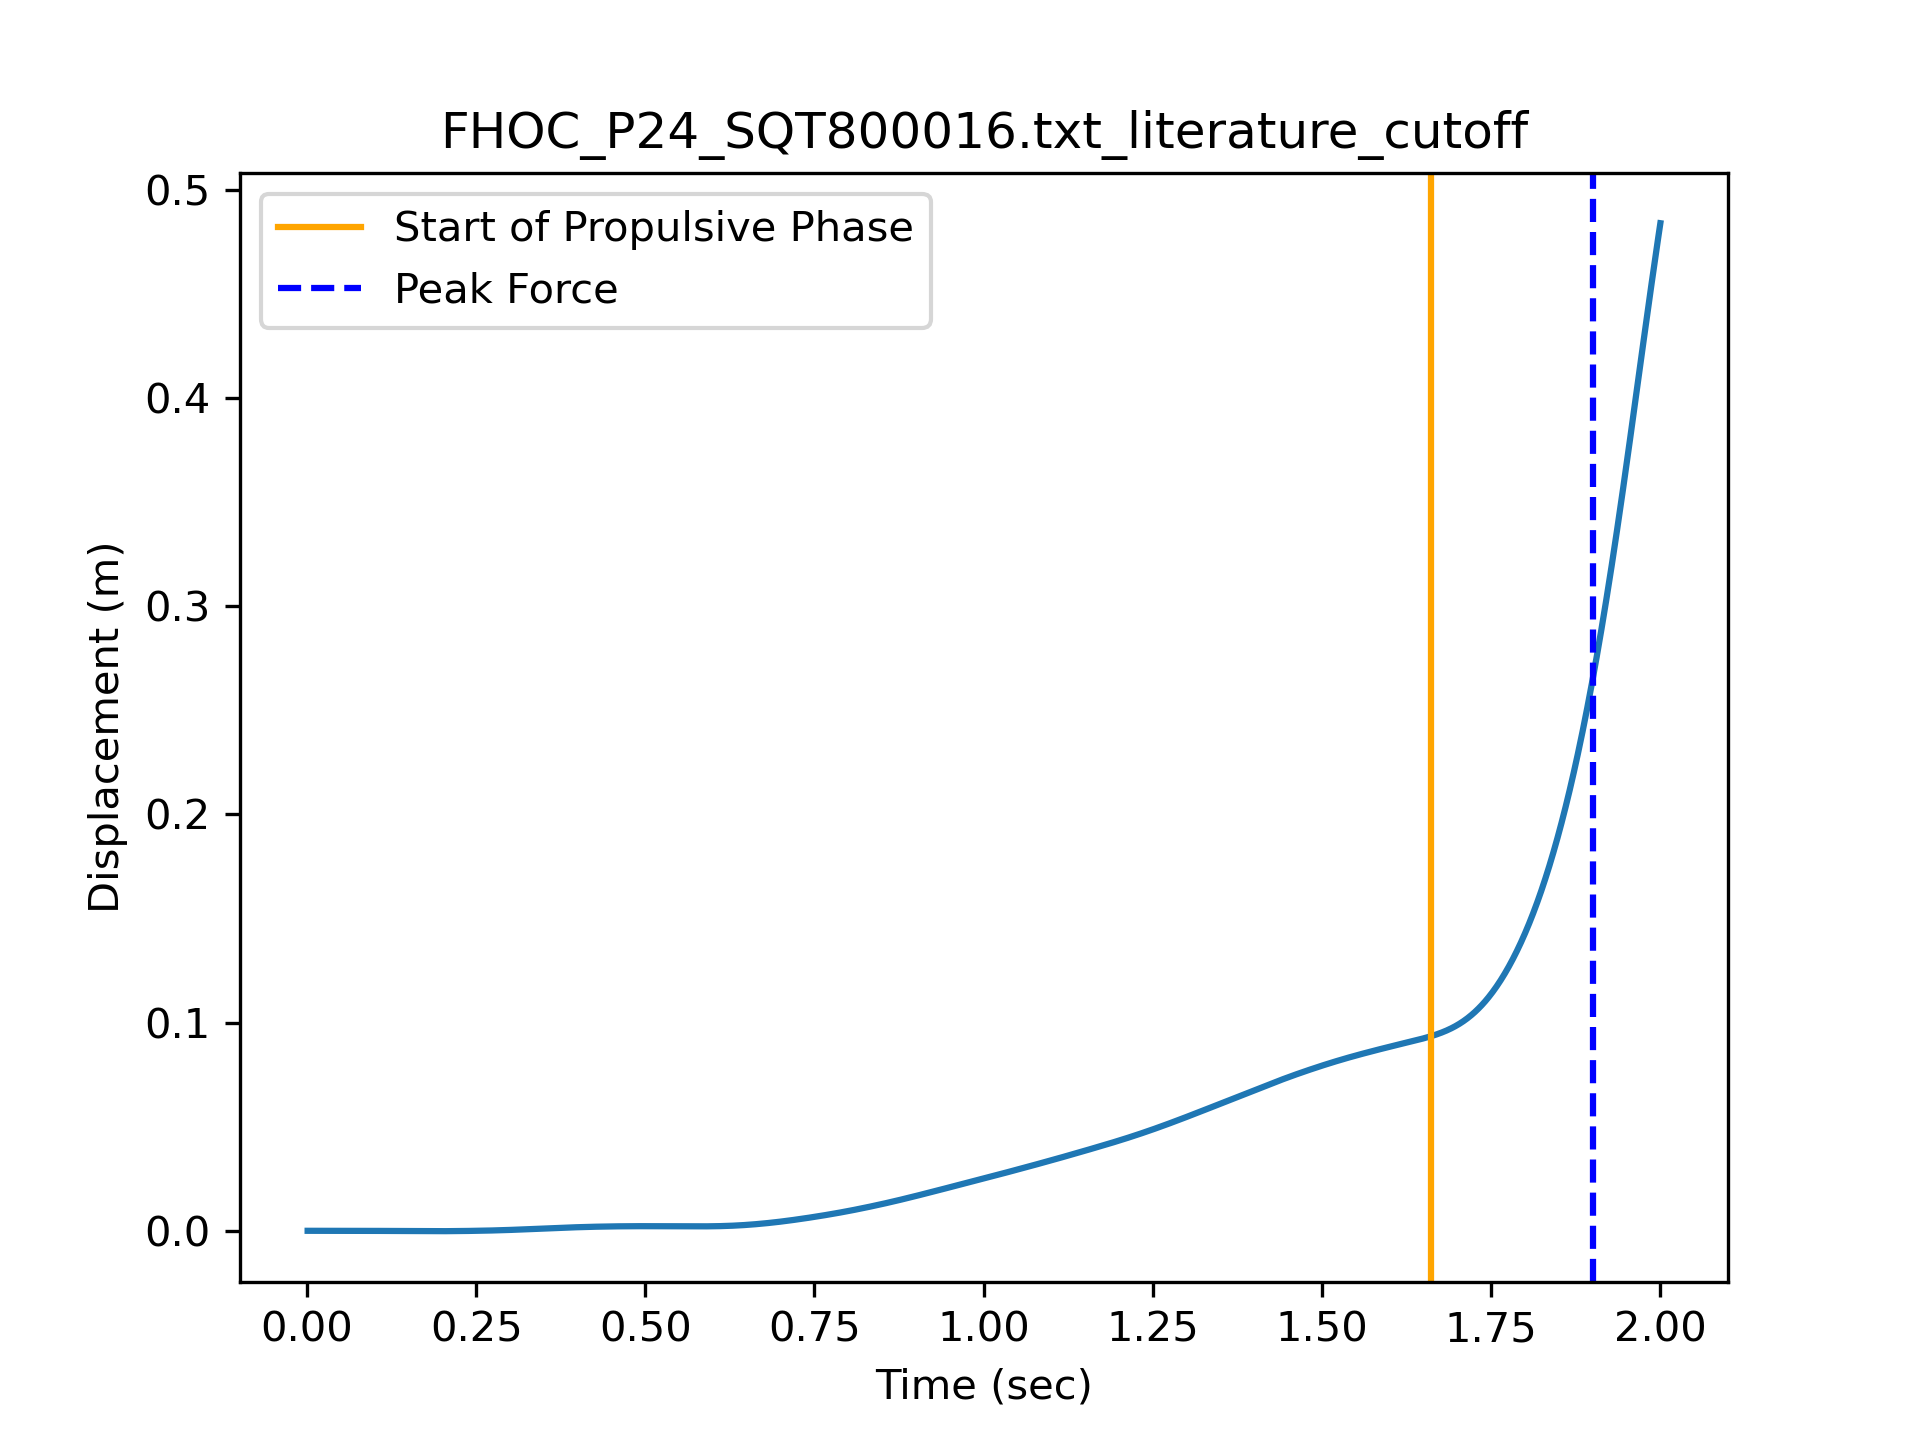 FHOC_P24_SQT800016.txt_literature_cutoff
Start of Propulsive Phase
Peak Force
Displacement (m)
0.5
0.4
0.3
0.2
0.1
0.0
0.00 0.25 0.50 0.75 1.00 1.25 1.50 1.75 2.00
Time (sec)